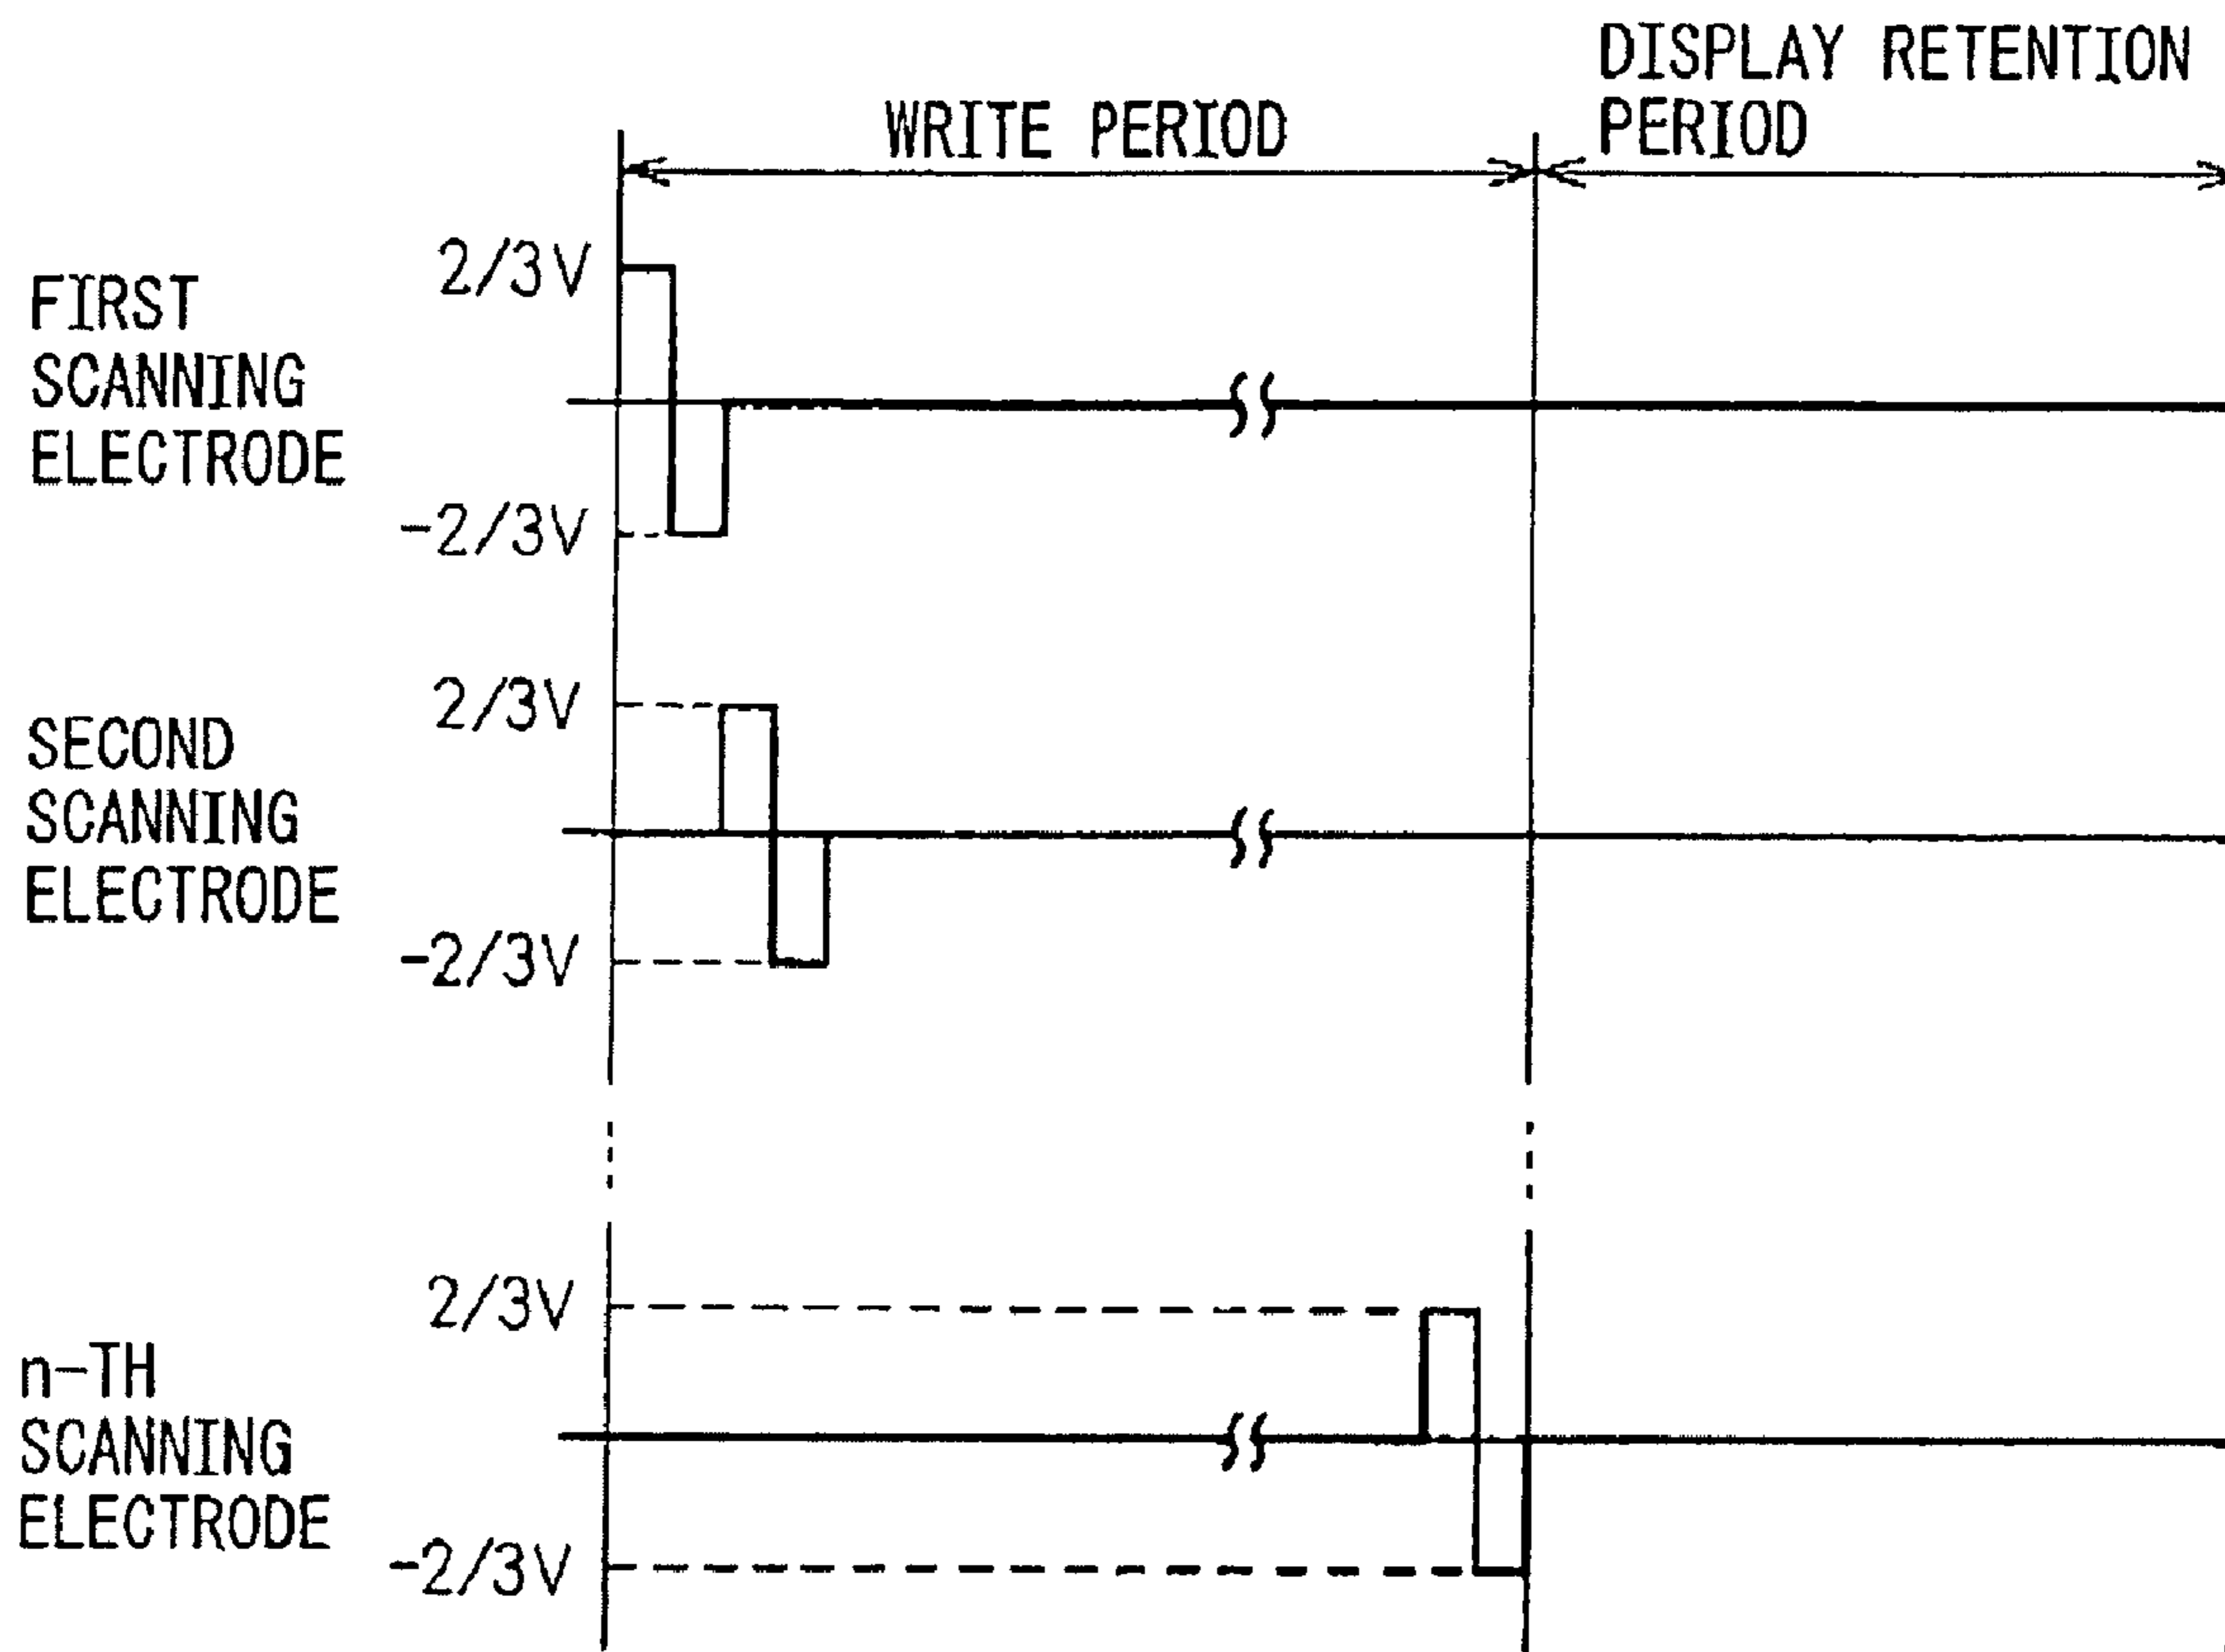 DISPLAY RETENTION
PERIOD
WRITE PERIOD
2/3V
FIRST
SCANNING
ELECTRODE
-2/3V
2/3V
SECOND
SCANNING
ELECTRODE
-2/3V
2/3V
n-TH
SCANNING
ELECTRODE
-2/3V